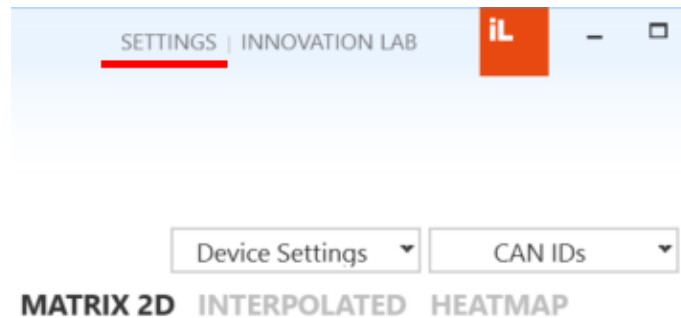 SETTINGS | INNOVATION LAB iL
Device Settings CAN IDs
MATRIX 2D INTERPOLATED HEATMAP